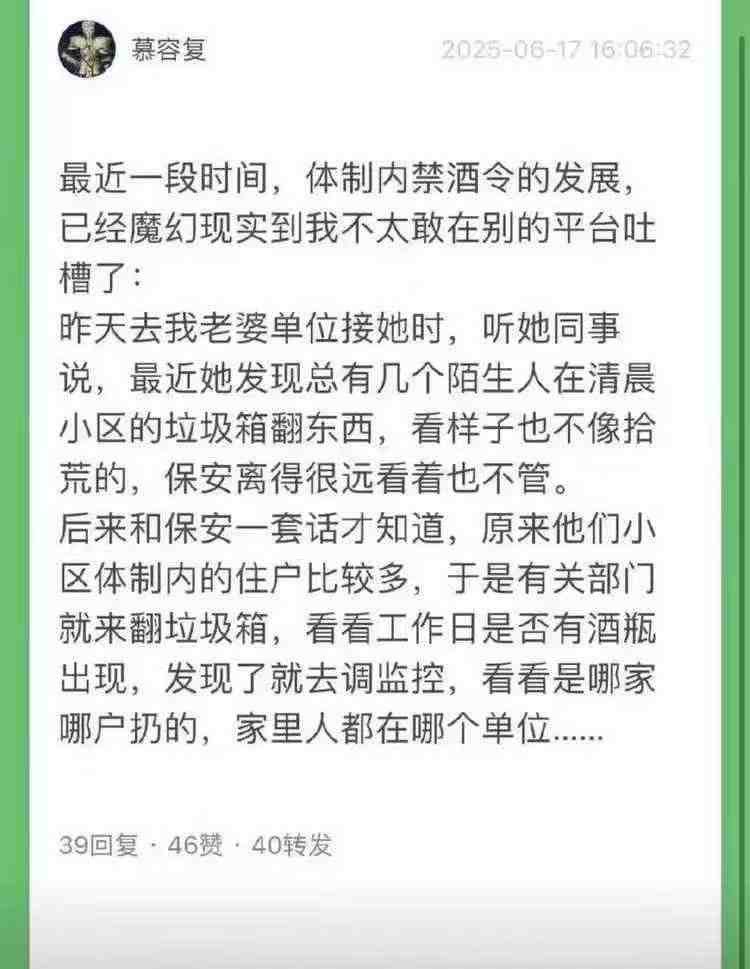 慕容复
2025-06-17 16:06:32
最近一段时间，体制内禁酒令的发展，
已经魔幻现实到我不太敢在别的平台吐
槽了：
昨天去我老婆单位接她时，听她同事
说，最近她发现总有几个陌生人在清晨
小区的垃圾箱翻东西，看样子也不像拾
荒的，保安离得很远看着也不管。
后来和保安一套话才知道，原来他们小
区体制内的住户比较多，于是有关部门
就来翻垃圾箱，看看工作日是否有酒瓶
出现，发现了就去调监控，看看是哪家
哪户扔的，家里人都在哪个单位......
39回复 · 46赞 · 40转发